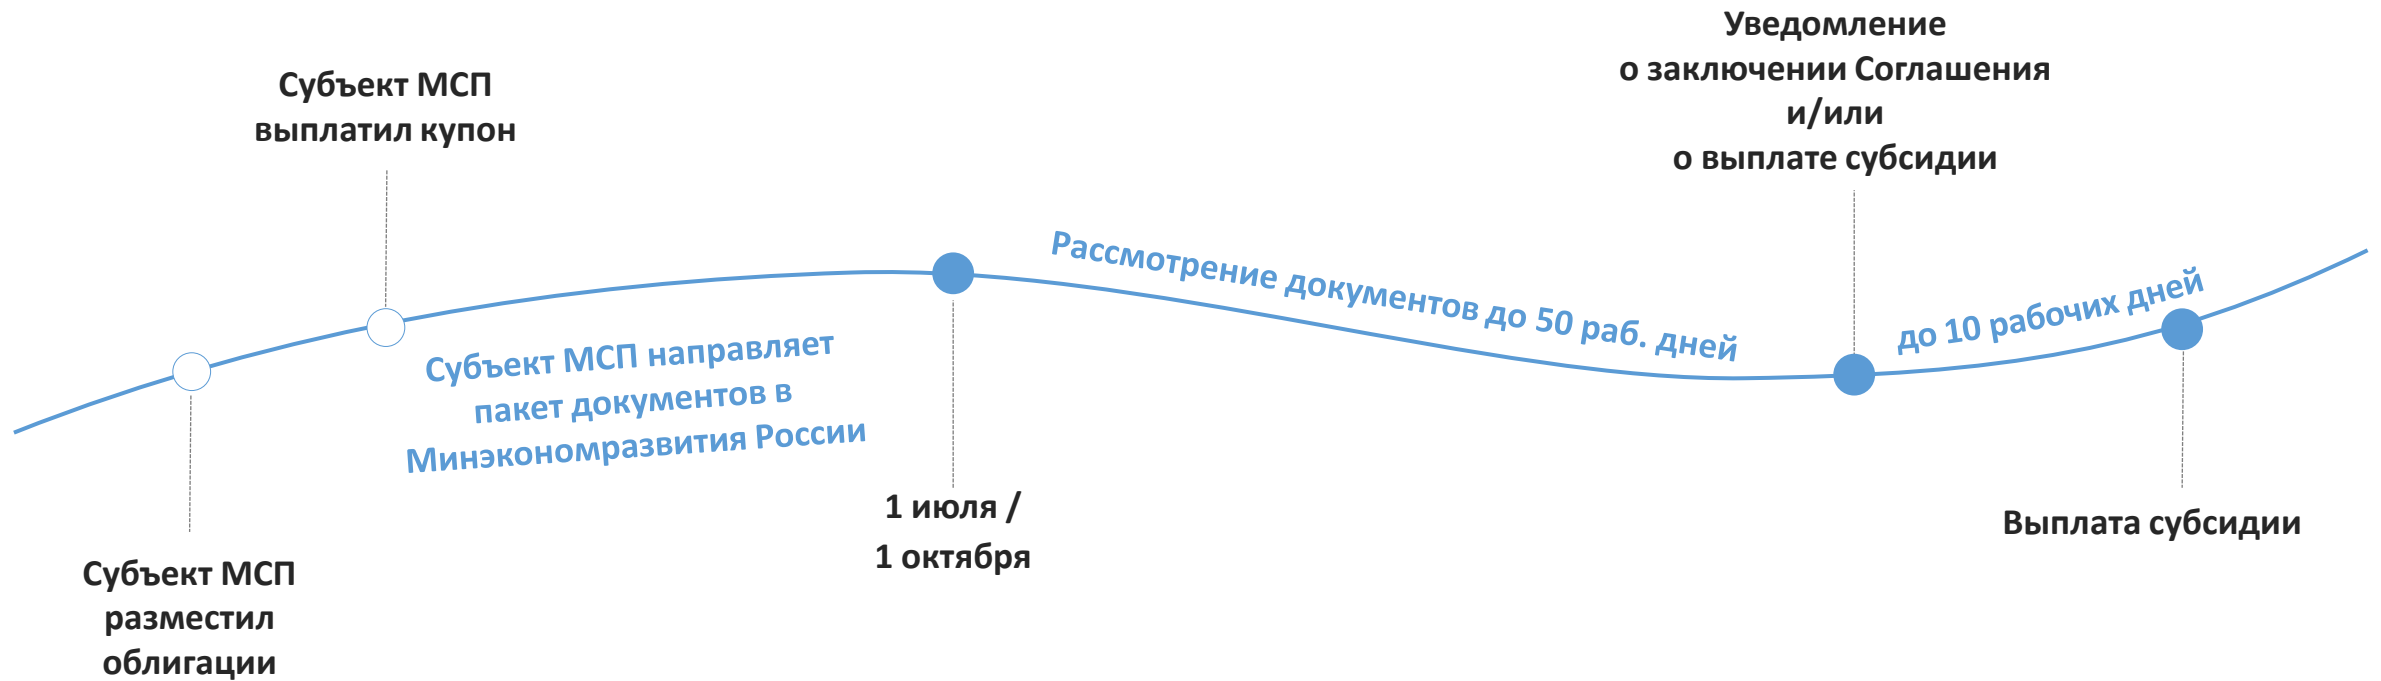 Субъект МСП
разместил
облигации
Субъект МСП
выплатил купон
Субъект МСП направляет
пакет документов в
Минэкономразвития России
1 июля /
1 октября
Рассмотрение документов до 50 раб. дней
Уведомление
о заключении Соглашения
и/или
о выплате субсидии
до 10 рабочих дней
Выплата субсидии